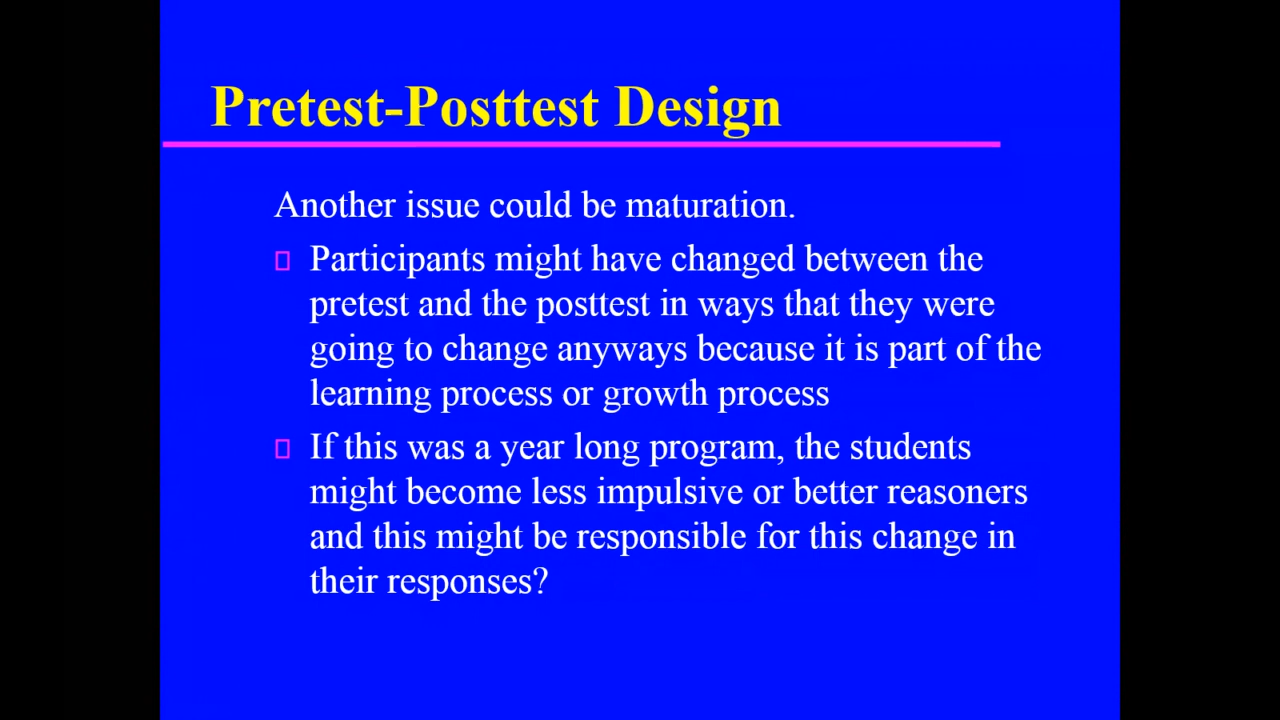 Pretest-Posttest Design
Another issue could be maturation.
Participants might have changed between the
pretest and the posttest in ways that they were
going to change anyways because it is part of the
learning process or growth process
If this was a year long program, the students
might become less impulsive or better reasoners
and this might be responsible for this change in
their responses?